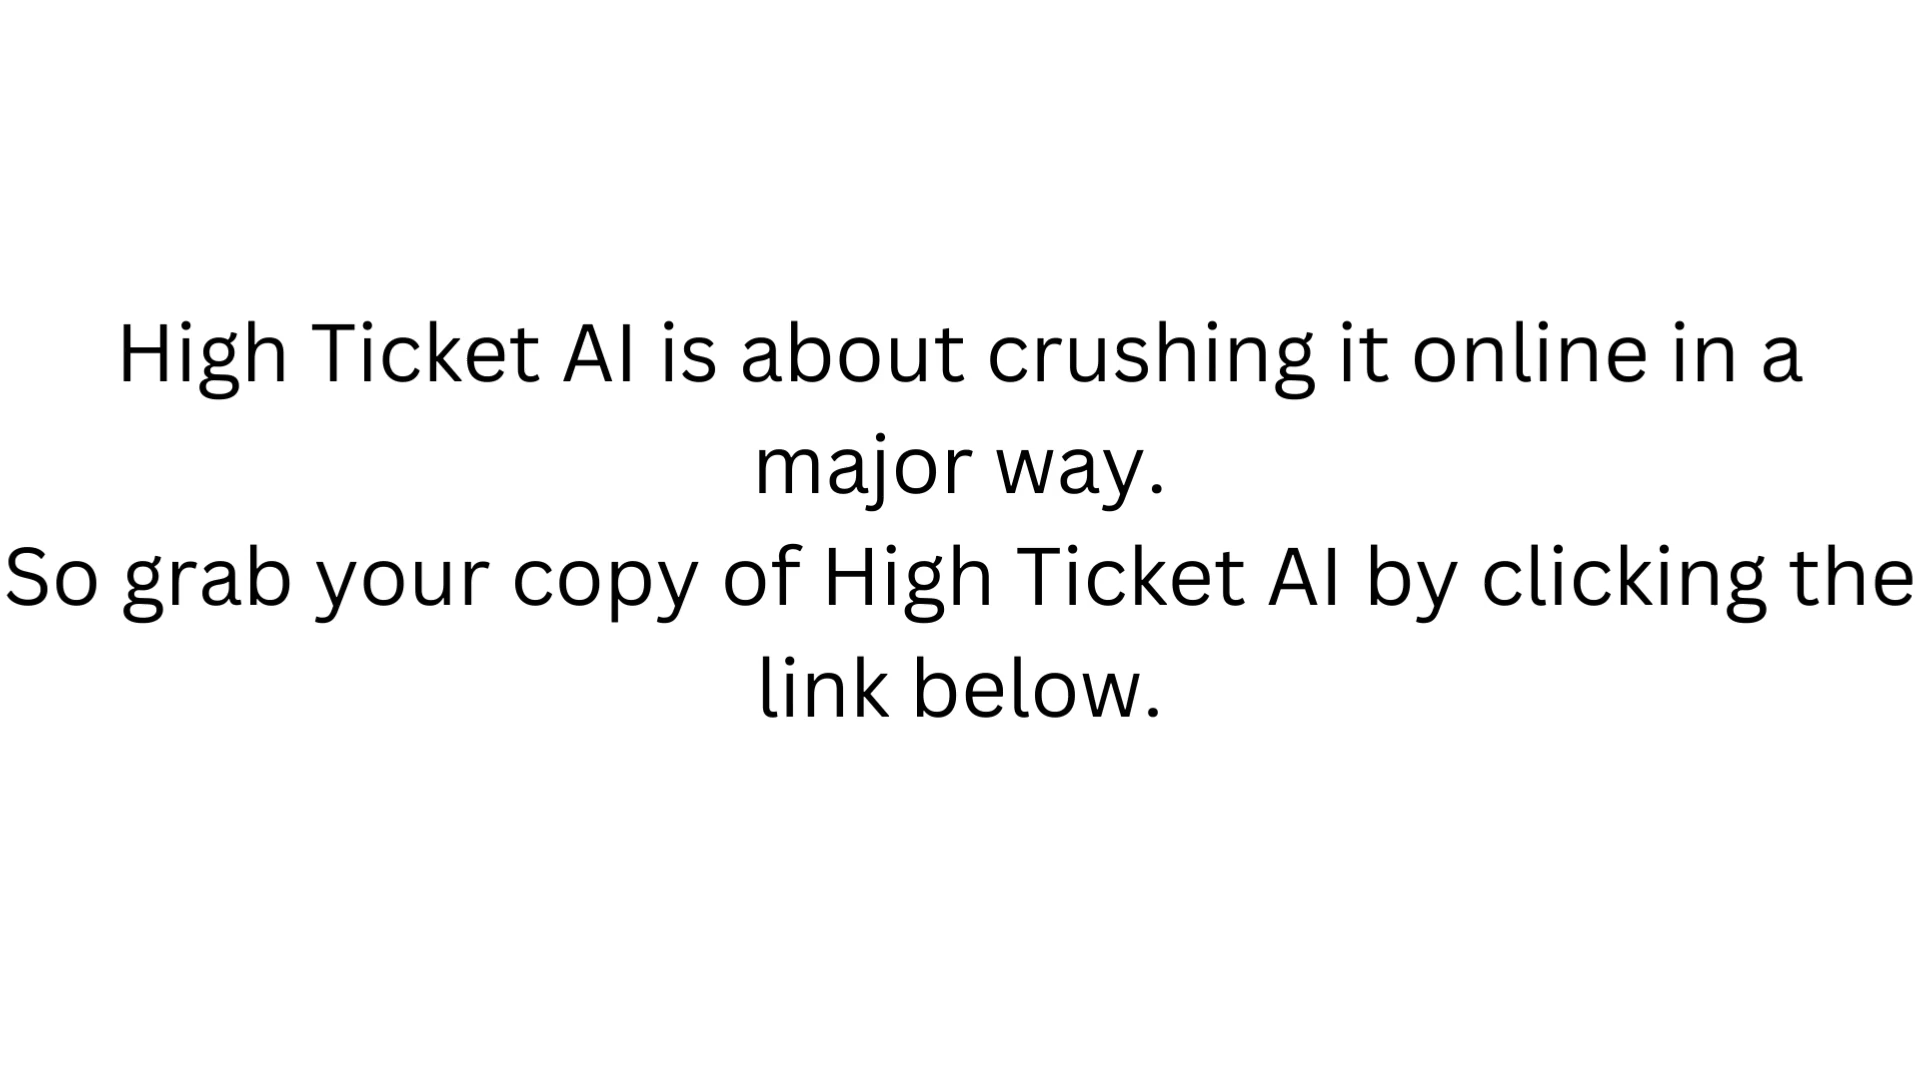 High Ticket AI is about crushing it online in a
major way.
So grab your copy of High Ticket AI by clicking the
link below.